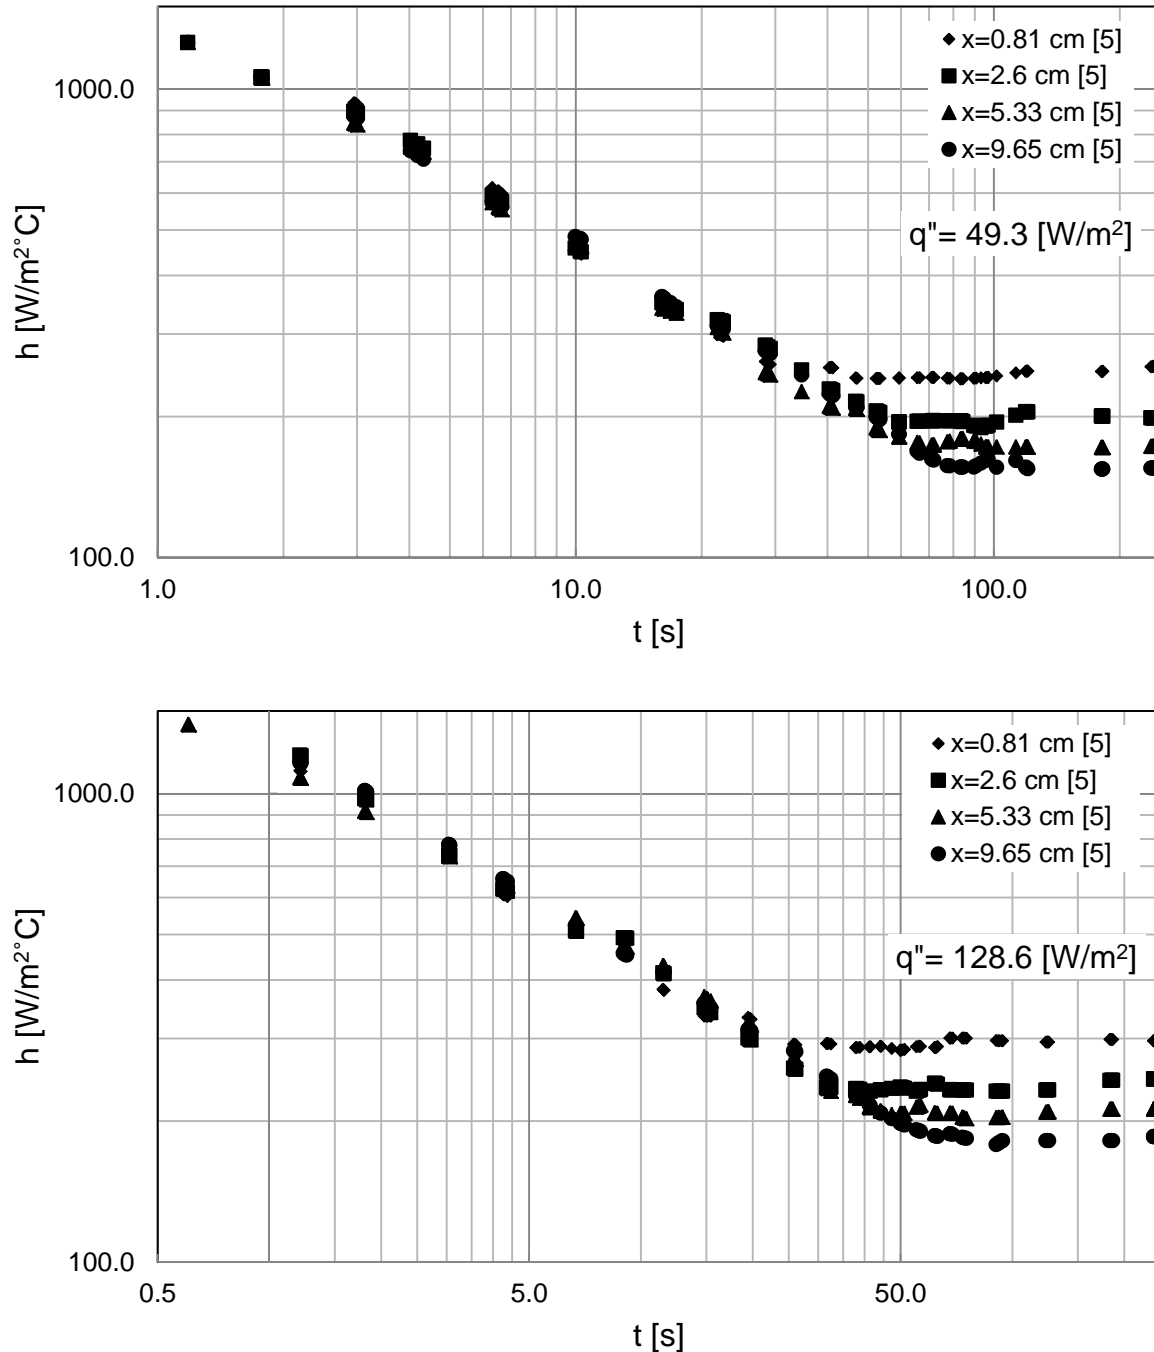 x=0.81 cm [5]
x=2.6 cm [5]
x=5.33 cm [5]
x=9.65 cm [5]
q"= 49.3 [W/m²]
h [W/m²˚C]
1000.0
100.0
1.0 10.0 100.0
t [s]
x=0.81 cm [5]
x=2.6 cm [5]
x=5.33 cm [5]
x=9.65 cm [5]
q"= 128.6 [W/m²]
h [W/m²˚C]
1000.0
100.0
0.5 5.0 50.0
t [s]